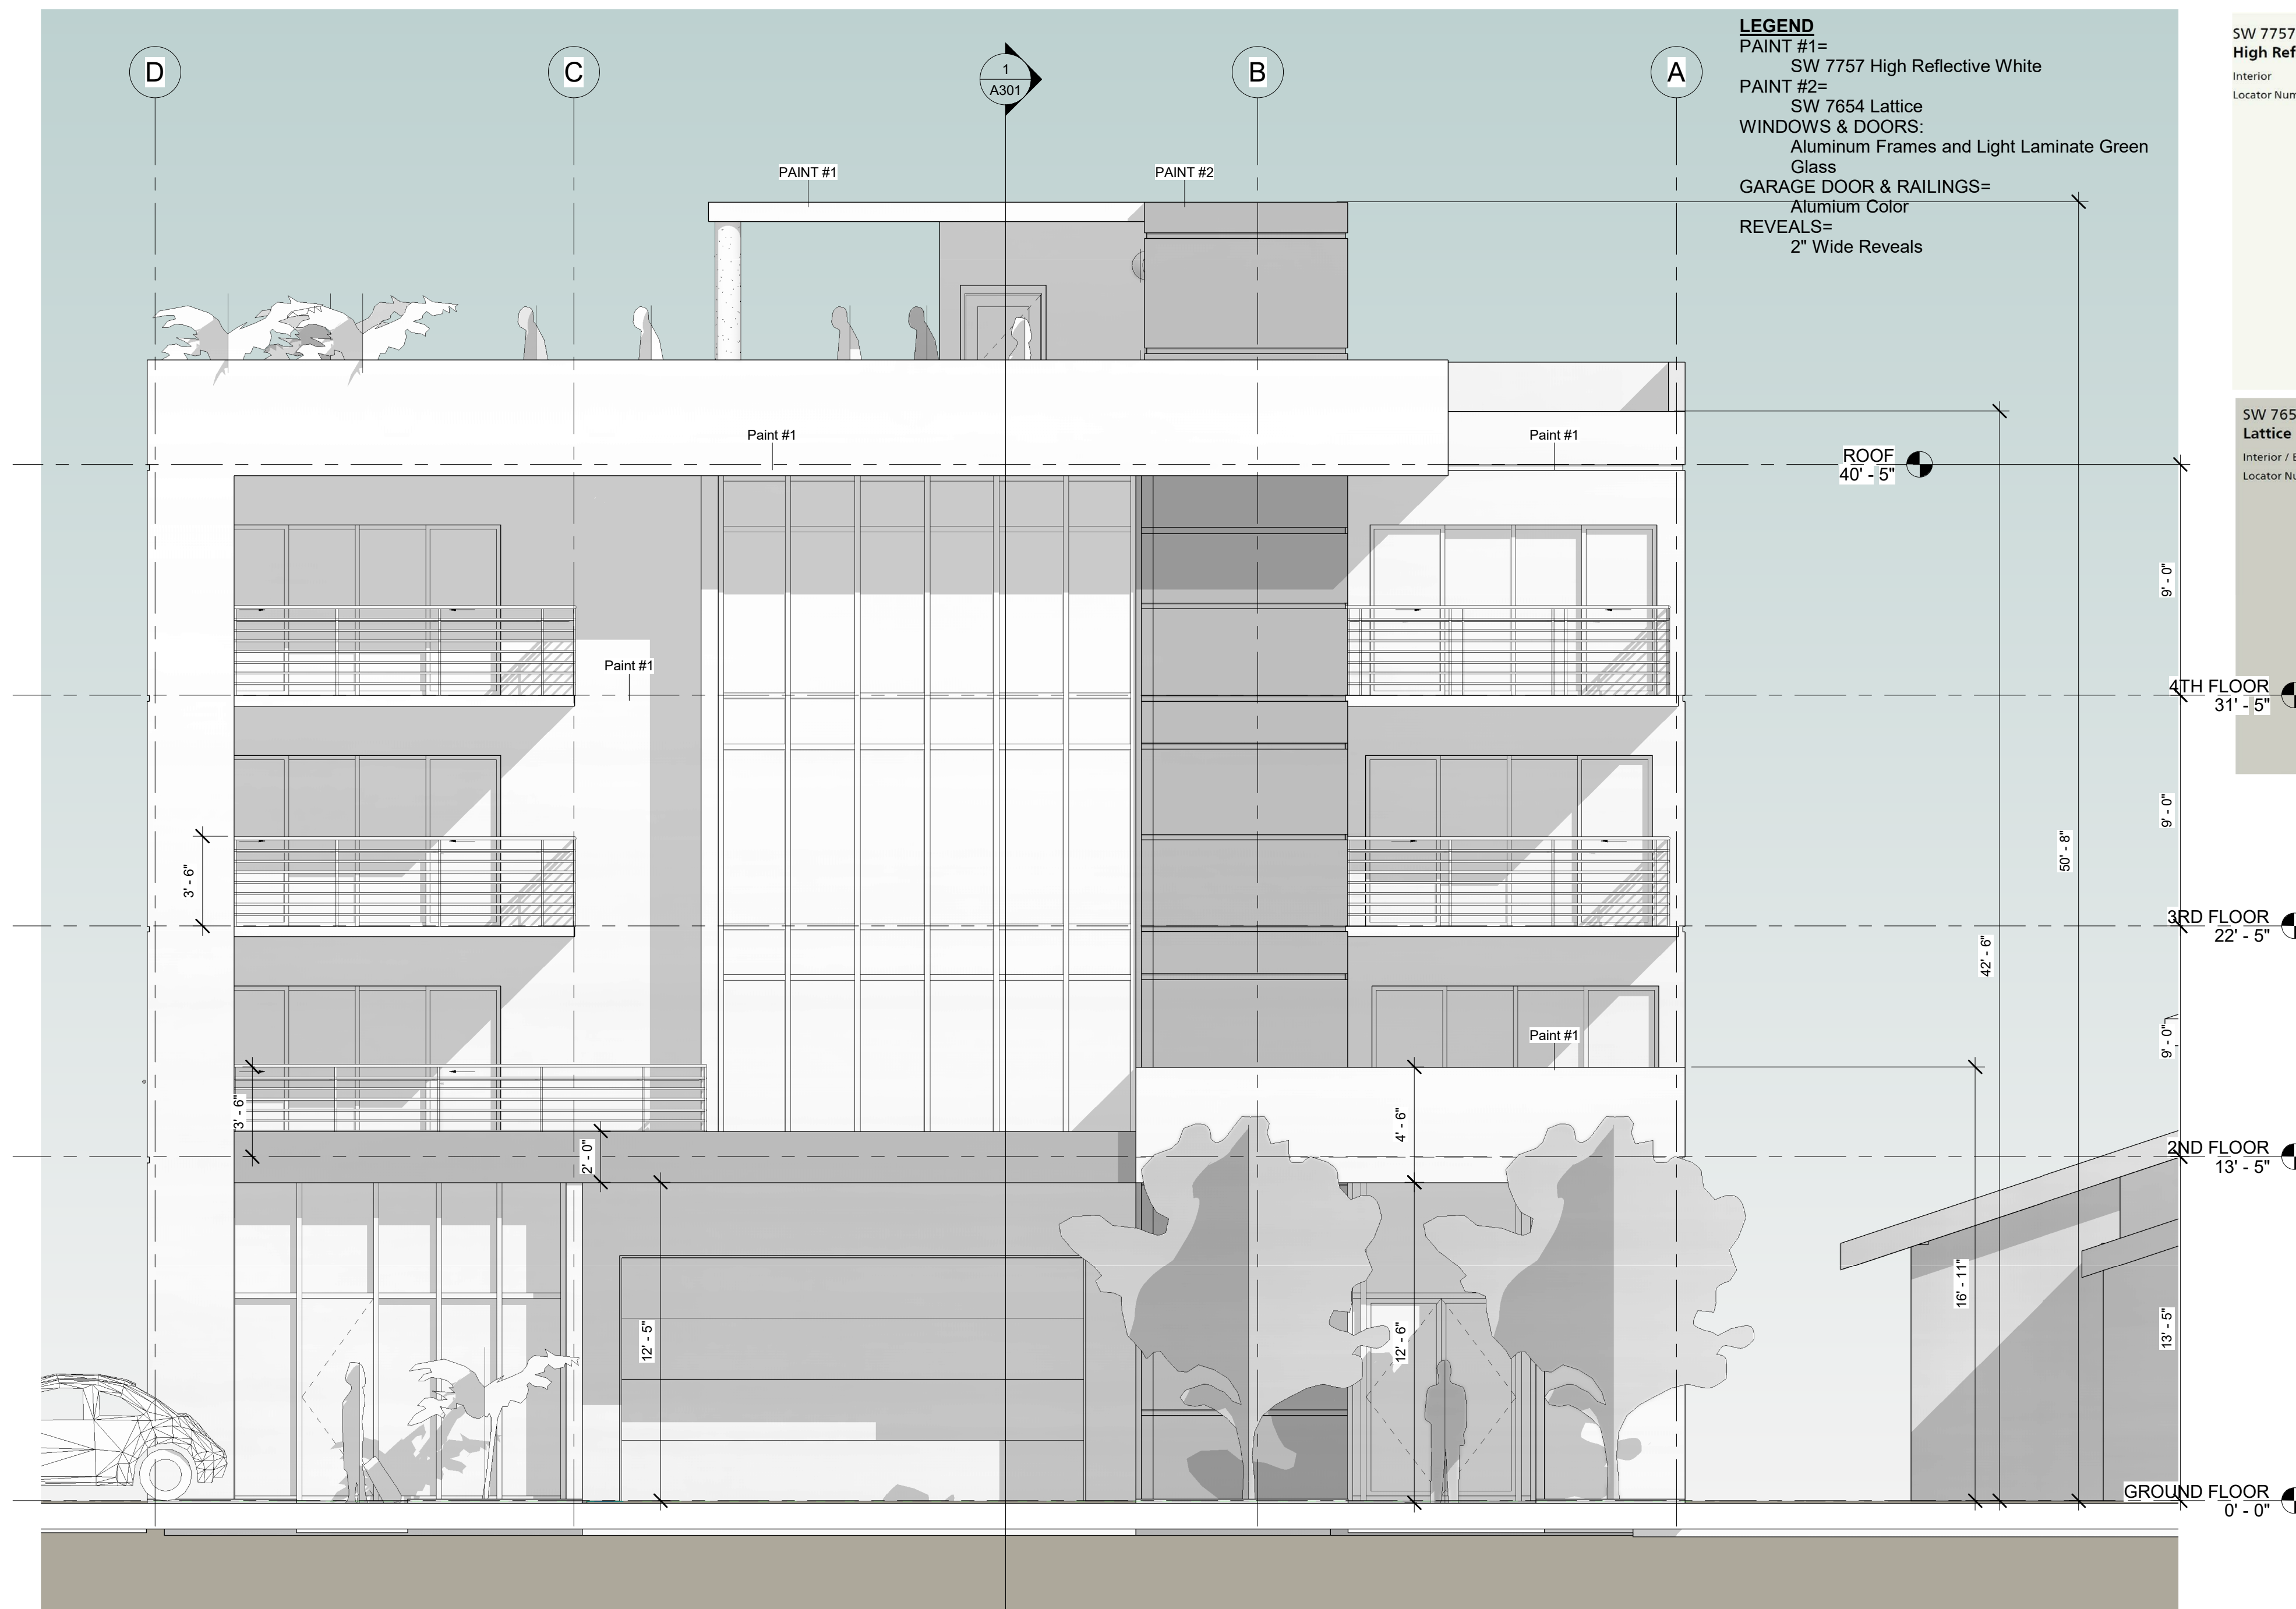 LEGEND
PAINT #1=
SW 7757 High Reflective White
PAINT #2=
SW 7654 Lattice
WINDOWS & DOORS:
Aluminum Frames and Light Laminate Green
Glass
GARAGE DOOR & RAILINGS=
Alumium Color
REVEALS=
2" Wide Reveals
SW 7757
High Ref
Interior
Locator Num
D
C
1
A301
B
A
PAINT #1
PAINT #2
SW 765
Lattice
Interior / E
Locator Nu
Paint #1
Paint #1
ROOF
40' - 5"
9' - 0"
Paint #1
4TH FLOOR
31' - 5"
9' - 0"
50' - 8"
3' - 6"
3RD FLOOR
22' - 5"
42' - 6"
9' - 0"
Paint #1
3' - 6"
2' - 0"
4' - 6"
2ND FLOOR
13' - 5"
16' - 11"
12' - 5"
12' - 6"
13' - 5"
GROUND FLOOR
0' - 0"